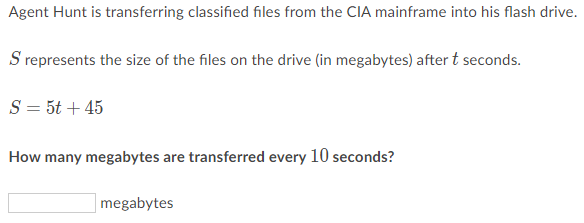 Agent Hunt is transferring classified files from the CIA mainframe into his flash drive.
S represents the size of the files on the drive (in megabytes) after t seconds.
S = 5t + 45
How many megabytes are transferred every 10 seconds?
megabytes